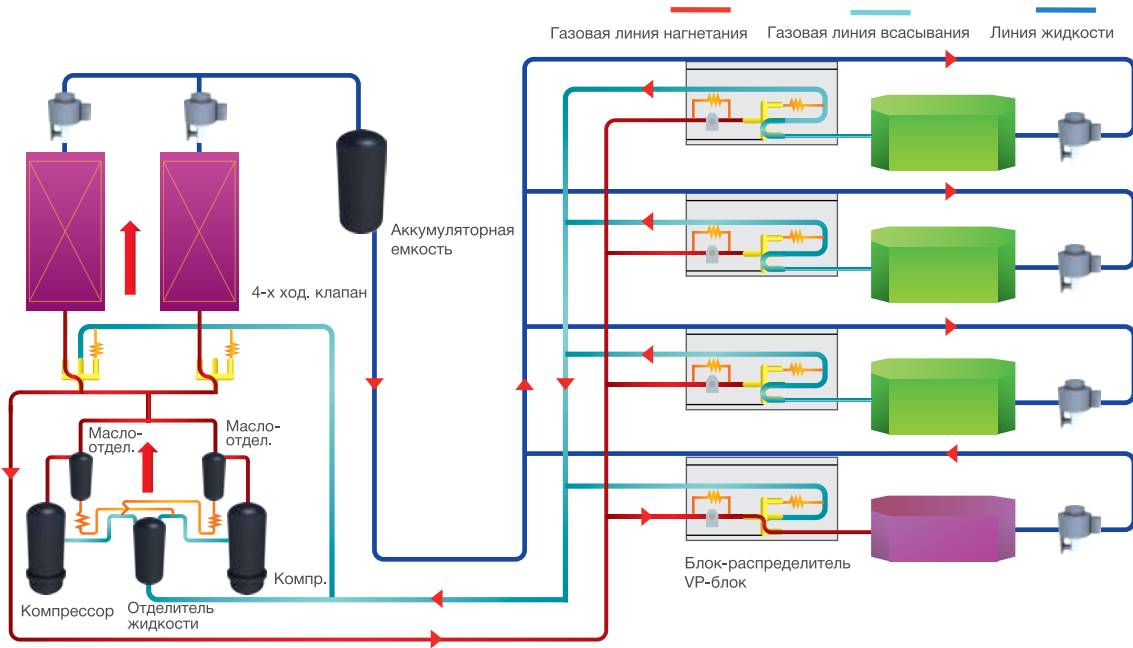 Газовая линия нагнетания
Газовая линия всасывания
Линия жидкости
Аккумуляторная
емкость
4-х ход. клапан
Масло-
отдел.
Масло-
отдел.
Компрессор
Отделитель
жидкости
Компр.
Блок-распределитель
VP-блок